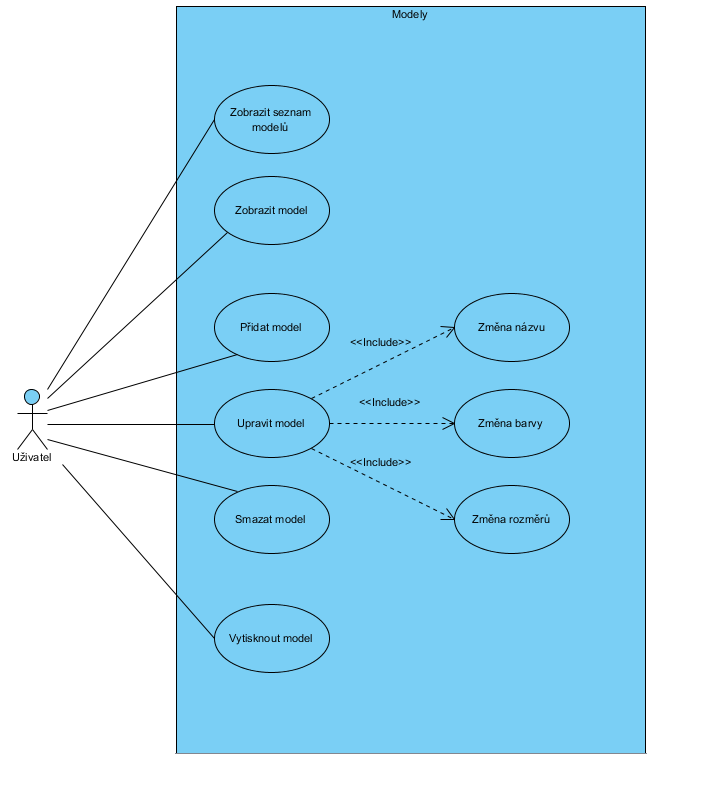 Modely
Zobrazit seznam
modelů
Zobrazit model
Přidat model
<<Include>>
Změna názvu
Uživatel
Upravit model
<<Include>>
Změna barvy
<<Include>>
Smazat model
Změna rozměrů
Vytisknout model